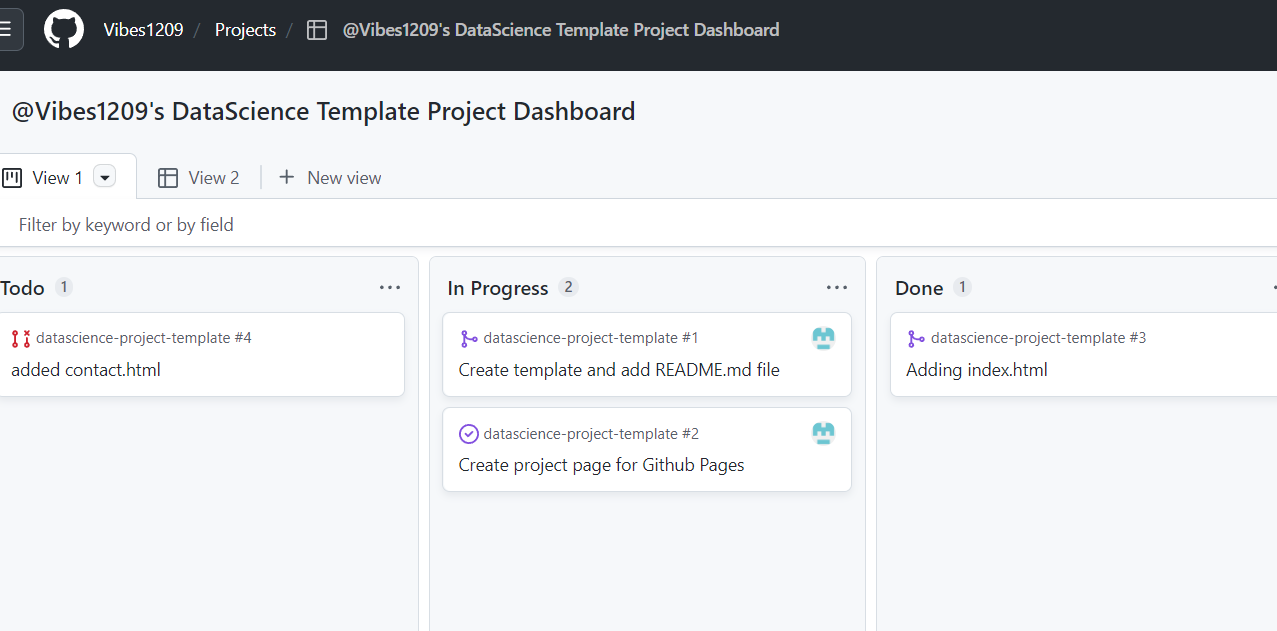 Vibes1209 / Projects / @Vibes1209's DataScience Template Project Dashboard
@Vibes1209's DataScience Template Project Dashboard
View 1 View 2 + New view
Filter by keyword or by field
Todo 1
datascience-project-template #4
added contact.html
In Progress 2
datascience-project-template #1
Create template and add README.md file
datascience-project-template #2
Create project page for Github Pages
Done 1
datascience-project-template #3
Adding index.html